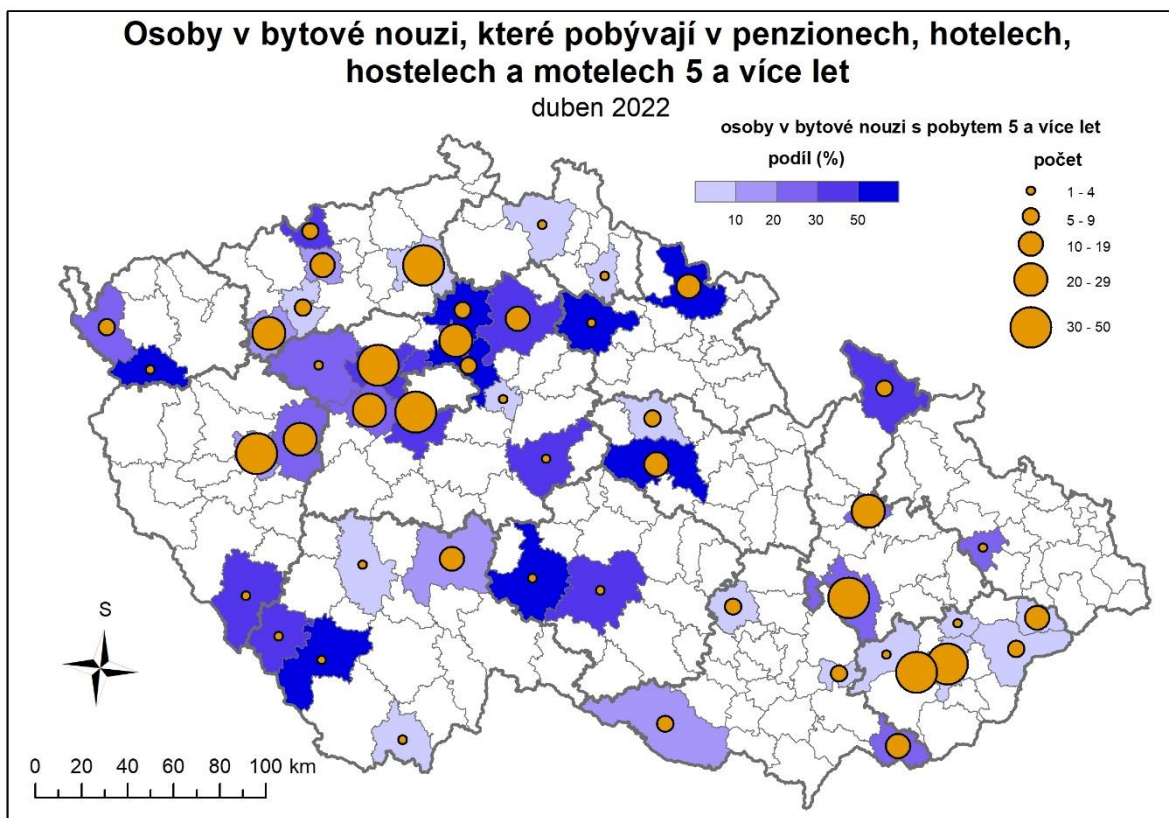 Osoby v bytové nouzi, které pobývají v penzionech, hotelech,
hostelech a motelech 5 a více let
duben 2022
osoby v bytové nouzi s pobytem 5 a více let
podíl (%)
10 20 30 50
počet
1 - 4
5 - 9
10 - 19
20 - 29
30 - 50
S
0 20 40 60 80 100 km